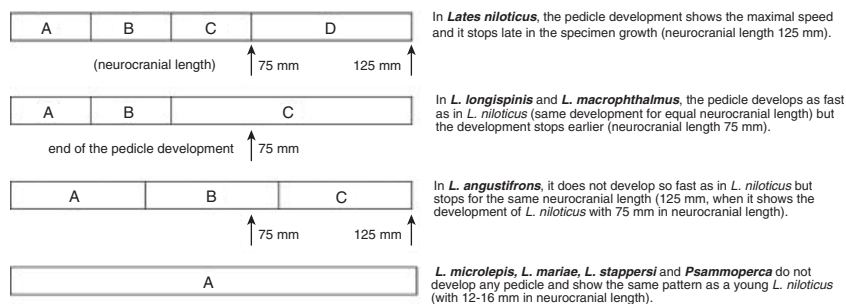 A B C D
In Lates niloticus, the pedicle development shows the maximal speed
and it stops late in the specimen growth (neurocranial length 125 mm).
(neurocranial length) 75 mm 125 mm
A B C
In L. longispinis and L. macrophthalmus, the pedicle develops as fast
as in L. niloticus (same development for equal neurocranial length) but
the development stops earlier (neurocranial length 75 mm).
end of the pedicle development 75 mm
A B C
In L. angustifrons, it does not develop so fast as in L. niloticus but
stops for the same neurocranial length (125 mm, when it shows the
development of L. niloticus with 75 mm in neurocranial length).
75 mm 125 mm
A
L. microlepis, L. mariae, L. stappersi and Psammoperca do not
develop any pedicle and show the same pattern as a young L. niloticus
(with 12-16 mm in neurocranial length).